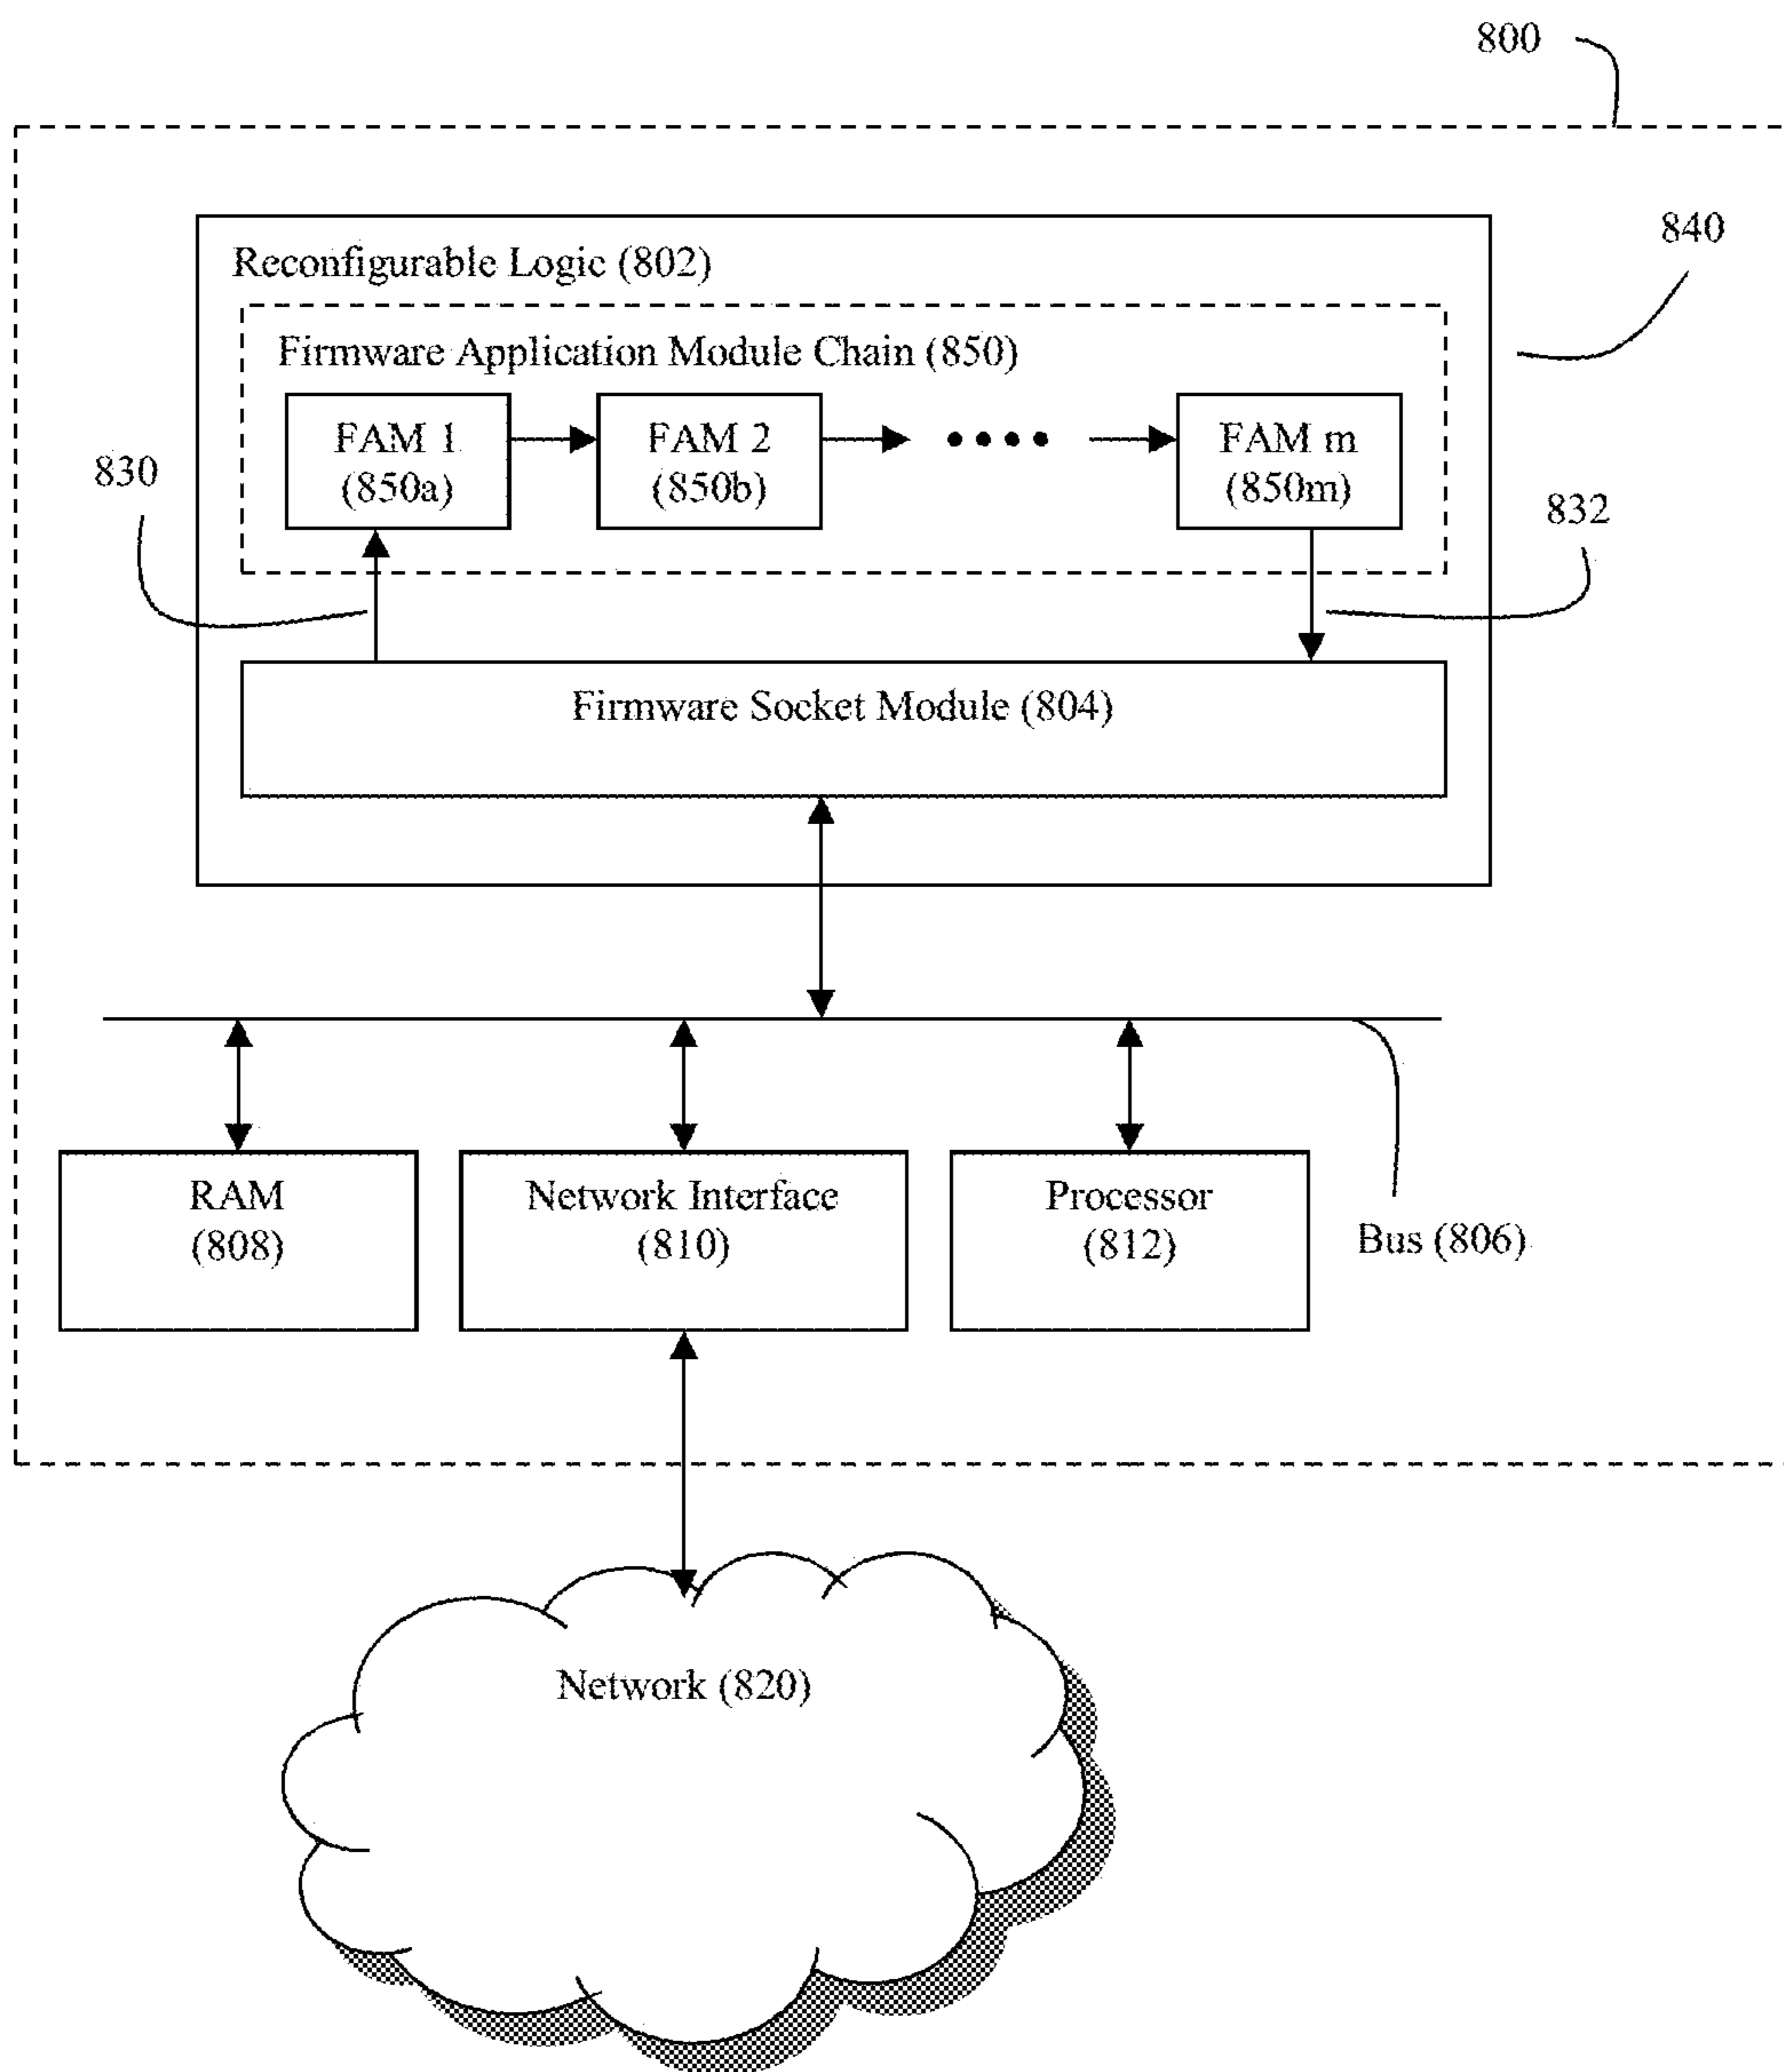 800
840
Reconfigurable Logic (802)
Firmware Application Module Chain (850)
FAM 1
(850a)
FAM 2
(850b)
FAM m
(850m)
830
832
Firmware Socket Module (804)
RAM
(808)
Network Interface
(810)
Processor
(812)
Bus (806)
Network (820)